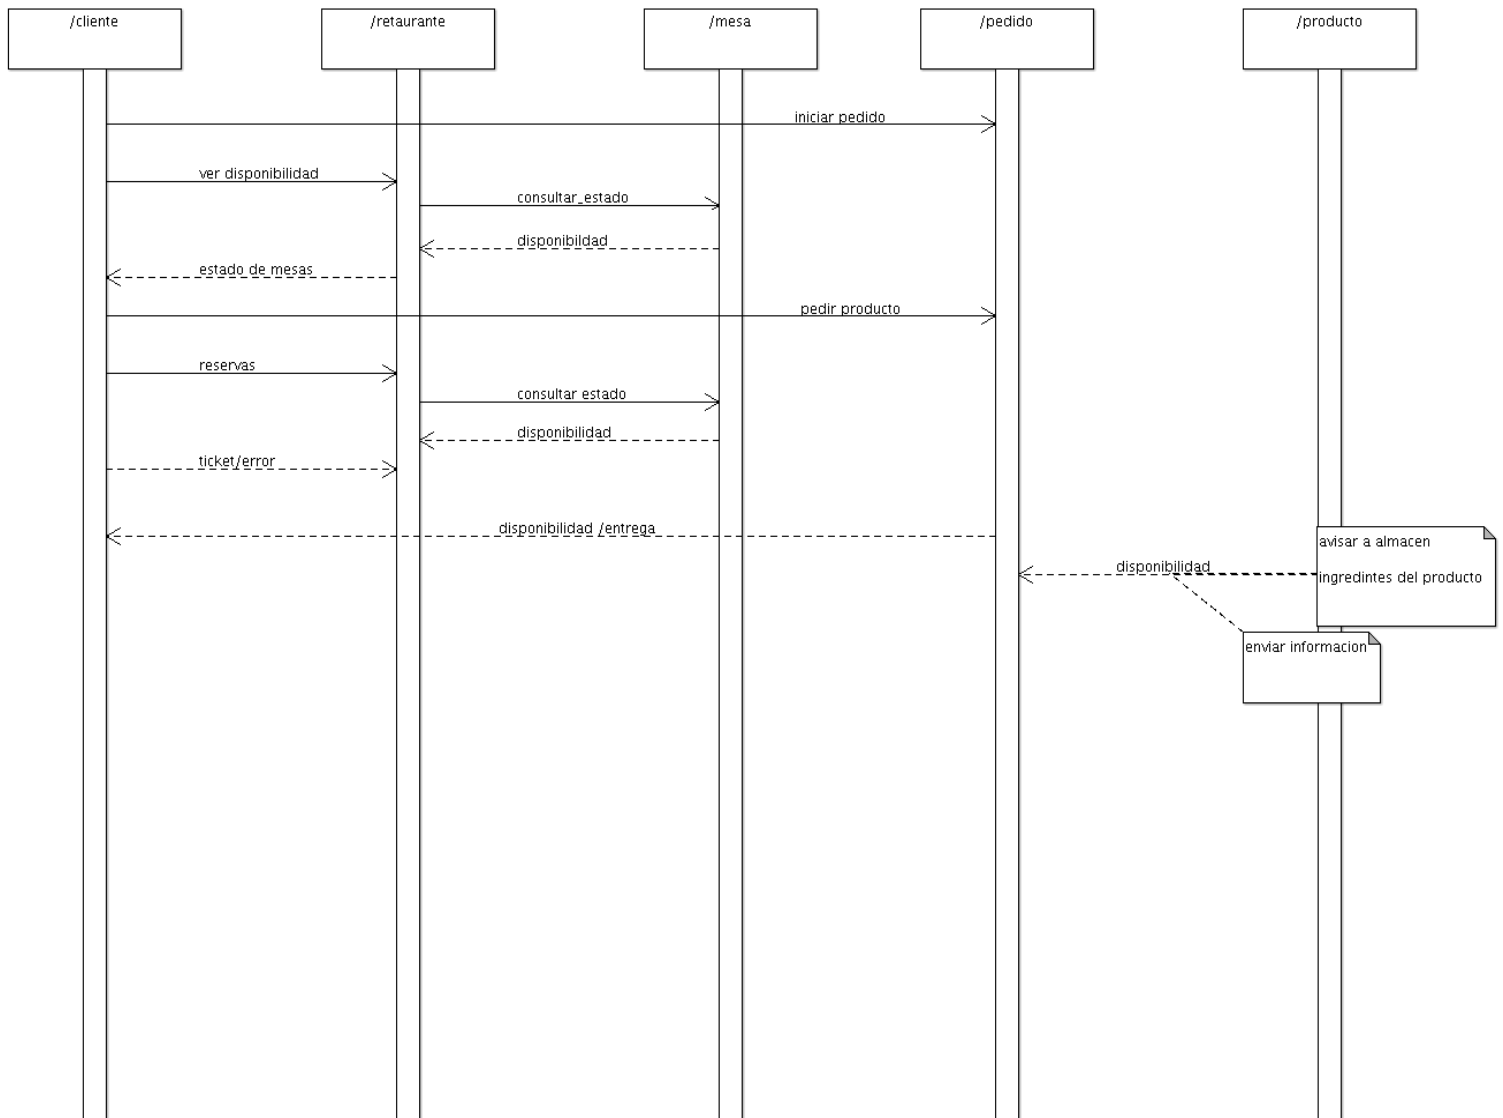 /cliente
/retaurante
/mesa
/pedido
/producto
iniciar pedido
ver disponibilidad
consultar_estado
disponibildad
estado de mesas
pedir producto
reservas
consultar estado
disponibilidad
ticket/error
disponibilidad /entrega
avisar a almacen
disponibilidad
ingredintes del producto
enviar informacion